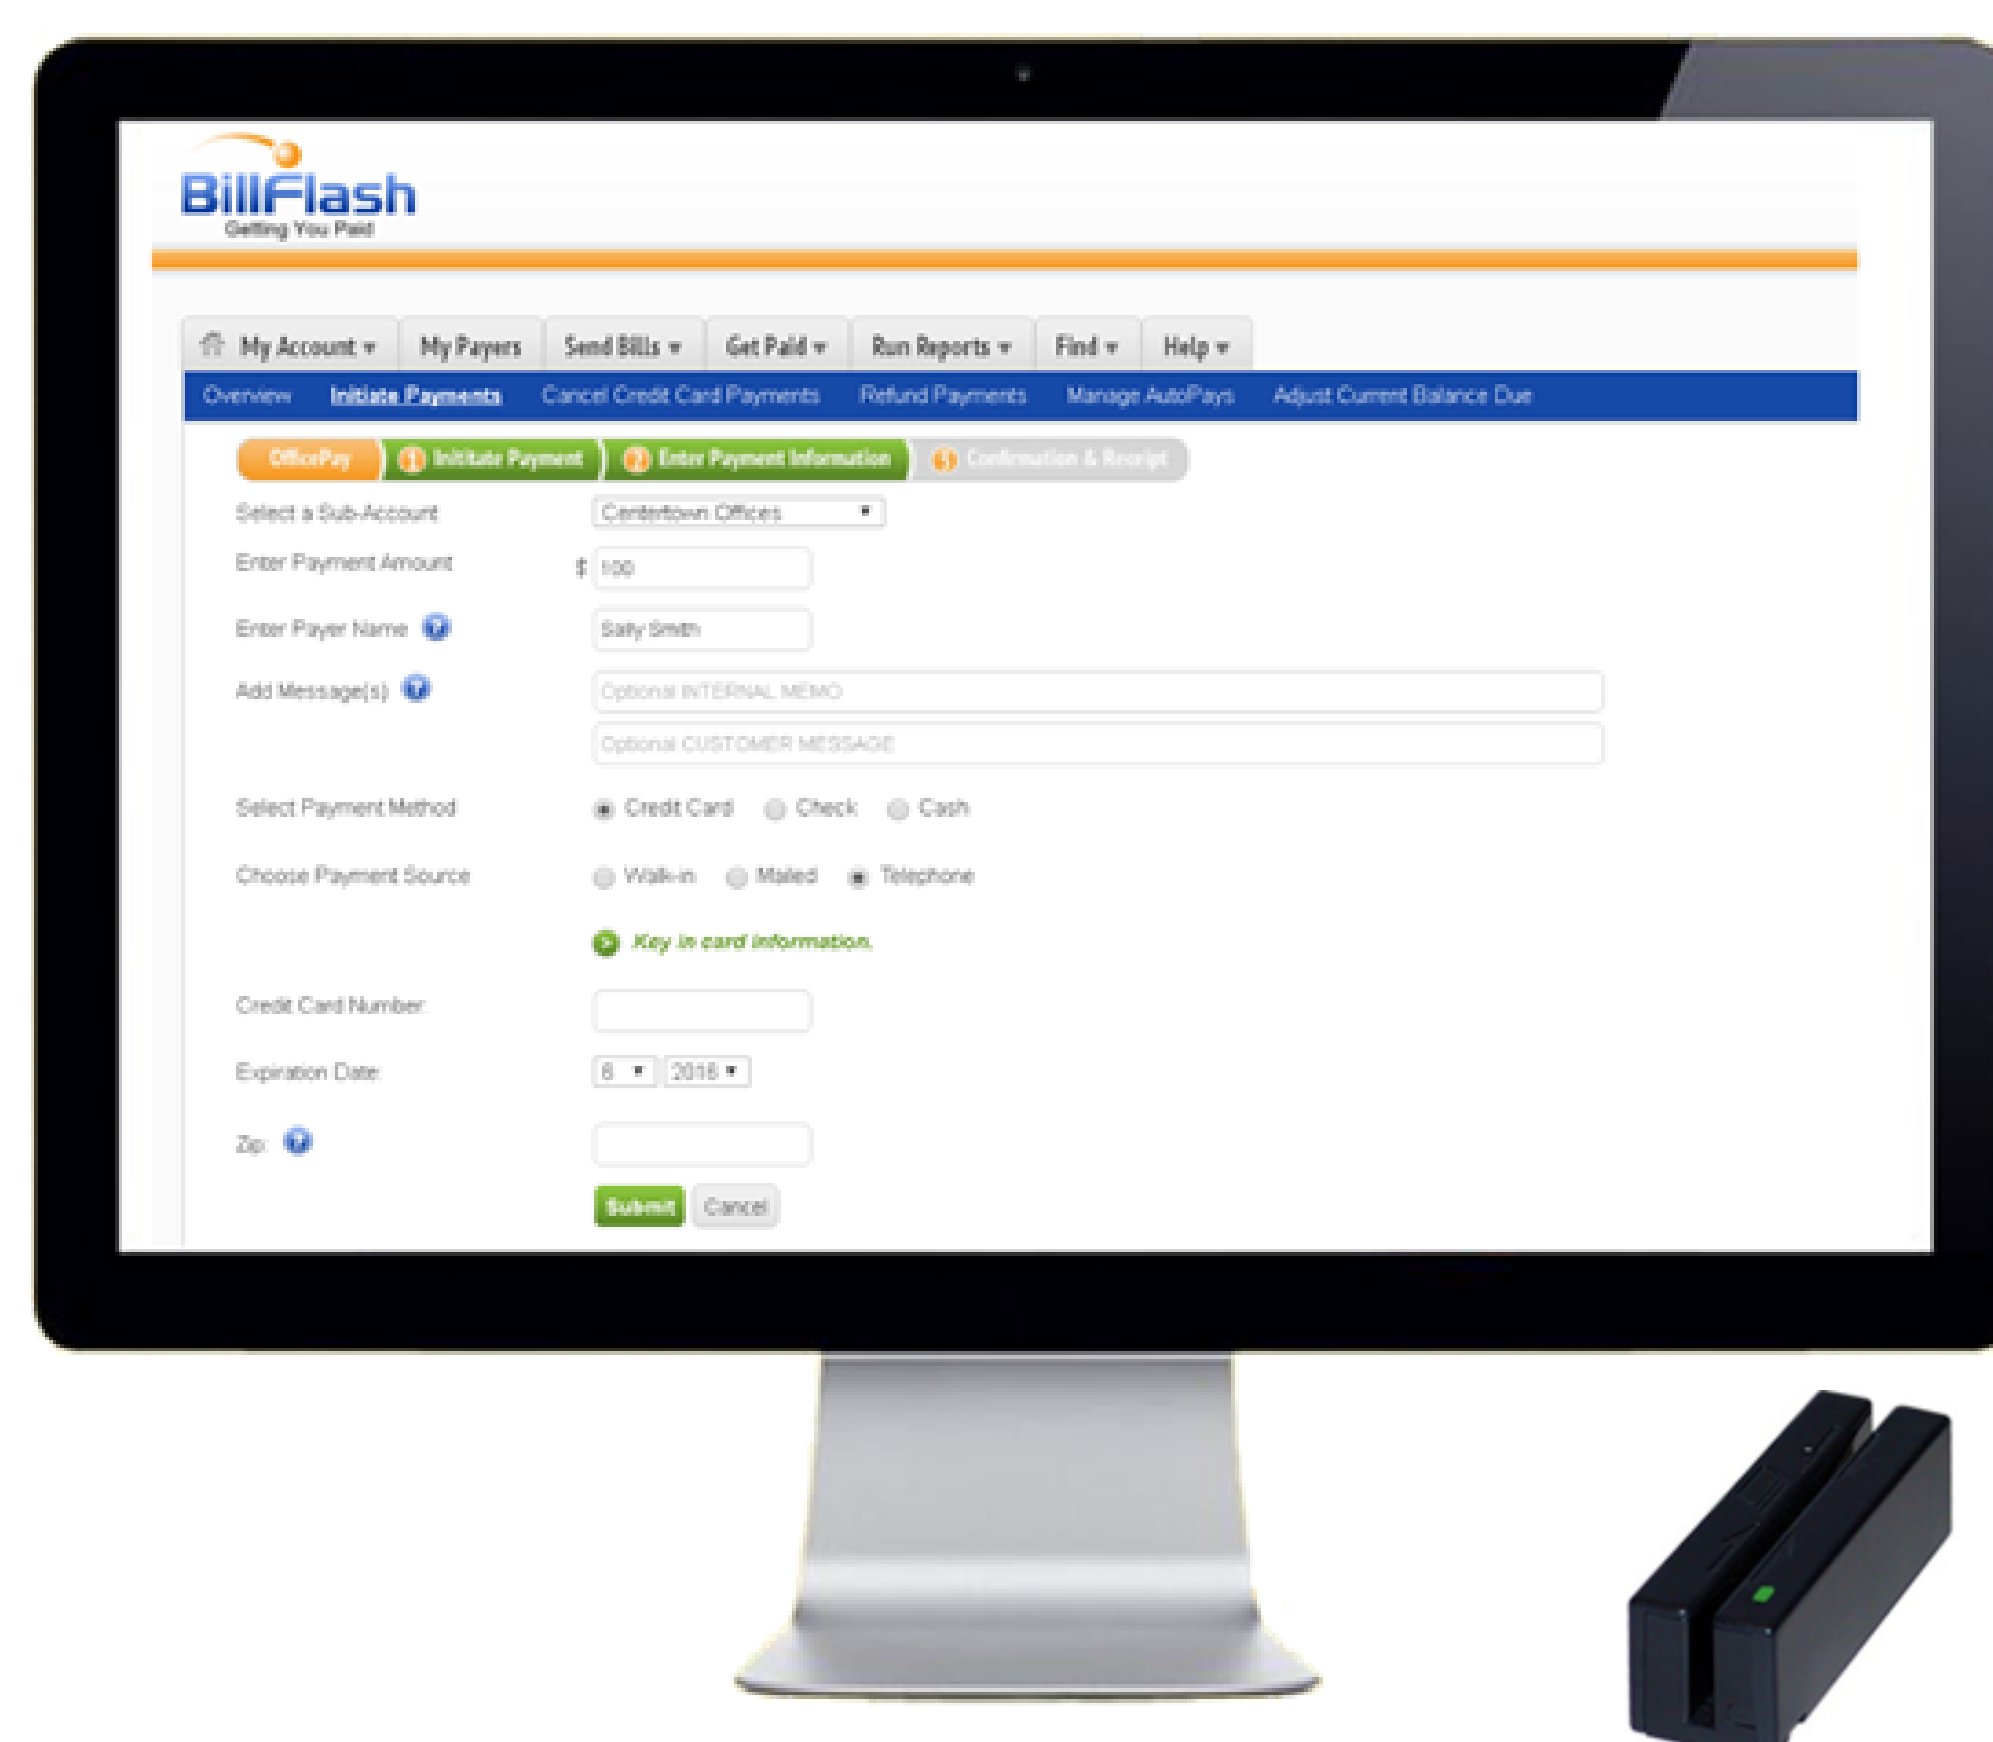 BillFlash
Getting You Paid
My Account My Payers Send Bills Get Paid Run Reports Find Help
Overview Initiate Payments Cancel Credit Card Payments Refund Payments Manage AutoPays Adjust Current Balance Due
OfficePay 1 Inititate Payment 2 Enter Payment Information Confirmation & Receipt
Select a Sub-Account Centertown Offices
Enter Payment Amount $ 100
Enter Payer Name ? Sally Smith
Add Message(s) ? Optional INTERNAL MEMO
Optional CUSTOMER MESSAGE
Select Payment Method Credit Card Check Cash
Choose Payment Source Walk-in Mailed Telephone
Key in card information.
Credit Card Number:
Expiration Date: 6 2016
Zip: ?
Submit Cancel